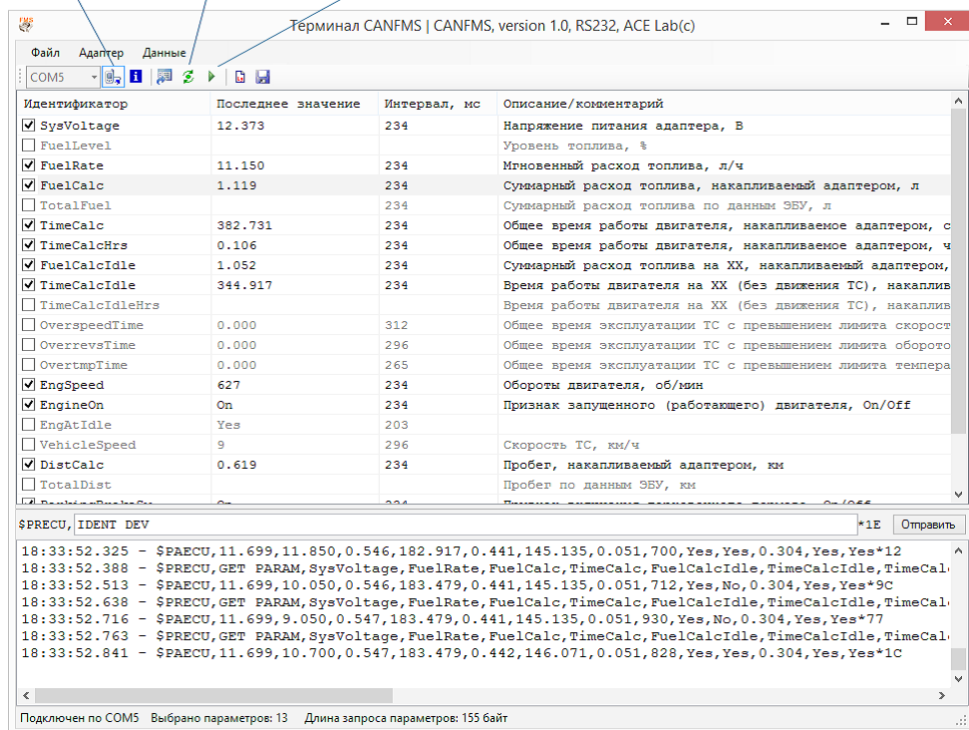 FMS
Терминал CANFMS | CANFMS, version 1.0, RS232, ACE Lab(c)
Файл Адаптер Данные
COM5
Идентификатор Последнее значение Интервал, мс Описание/комментарий
SysVoltage 12.373 234 Напряжение питания адаптера, В
FuelLevel Уровень топлива, %
FuelRate 11.150 234 Мгновенный расход топлива, л/ч
FuelCalc 1.119 234 Суммарный расход топлива, накапливаемый адаптером, л
TotalFuel 234 Суммарный расход топлива по данным ЭБУ, л
TimeCalc 382.731 234 Общее время работы двигателя, накапливаемое адаптером, с
TimeCalcHrs 0.106 234 Общее время работы двигателя, накапливаемое адаптером, ч
FuelCalcIdle 1.052 234 Суммарный расход топлива на ХХ, накапливаемый адаптером,
TimeCalcIdle 344.917 234 Время работы двигателя на ХХ (без движения ТС), накаплив
TimeCalcIdleHrs Время работы двигателя на ХХ (без движения ТС), накаплив
OverspeedTime 0.000 312 Общее время эксплуатации ТС с превышением лимита скорост
OverrevsTime 0.000 296 Общее время эксплуатации ТС с превышением лимита оборото
OvertmpTime 0.000 265 Общее время эксплуатации ТС с превышением лимита темпера
EngSpeed 627 234 Обороты двигателя, об/мин
EngineOn On 234 Признак запущенного (работающего) двигателя, On/Off
EngAtIdle Yes 203
VehicleSpeed 9 296 Скорость ТС, км/ч
DistCalc 0.619 234 Пробег, накапливаемый адаптером, км
TotalDist Пробег по данным ЭБУ, км
$PRECU, IDENT DEV *1E Отправить
18:33:52.325 - $PAECU,11.699,11.850,0.546,182.917,0.441,145.135,0.051,700,Yes,Yes,0.304,Yes,Yes*12
18:33:52.388 - $PRECU,GET PARAM,SysVoltage,FuelRate,FuelCalc,TimeCalc,FuelCalcIdle,TimeCalcIdle,TimeCal
18:33:52.513 - $PAECU,11.699,10.050,0.546,183.479,0.441,145.135,0.051,712,Yes,No,0.304,Yes,Yes*9C
18:33:52.638 - $PRECU,GET PARAM,SysVoltage,FuelRate,FuelCalc,TimeCalc,FuelCalcIdle,TimeCalcIdle,TimeCal
18:33:52.716 - $PAECU,11.699,9.050,0.547,183.479,0.441,145.135,0.051,930,Yes,No,0.304,Yes,Yes*77
18:33:52.763 - $PRECU,GET PARAM,SysVoltage,FuelRate,FuelCalc,TimeCalc,FuelCalcIdle,TimeCalcIdle,TimeCal
18:33:52.841 - $PAECU,11.699,10.700,0.547,183.479,0.442,146.071,0.051,828,Yes,Yes,0.304,Yes,Yes*1C
Подключен по COM5 Выбрано параметров: 13 Длина запроса параметров: 155 байт